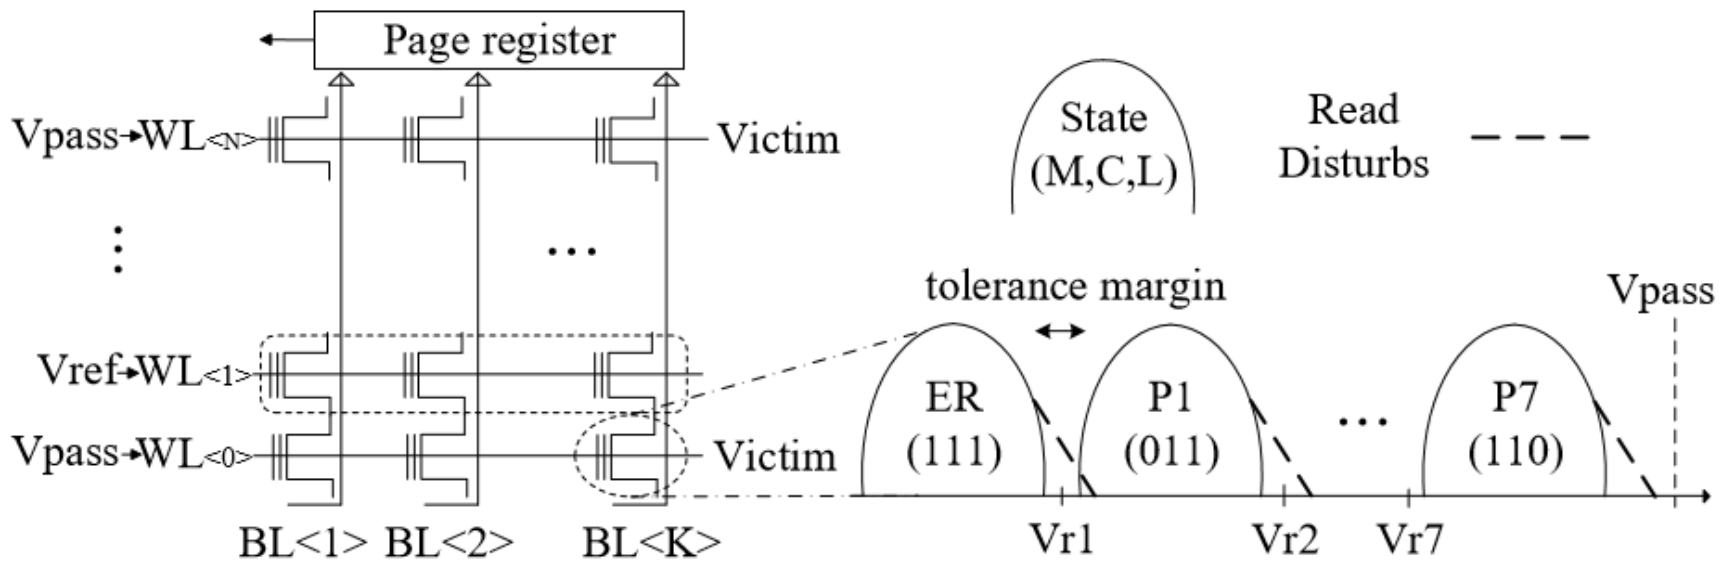 Page register
Vpass WL<N> Victim
Vref WL<1>
Vpass WL<0> Victim
BL<1> BL<2> BL<K>
State
(M,C,L)
Read
Disturbs
tolerance margin
Vpass
ER
(111)
P1
(011)
P7
(110)
Vr1 Vr2 Vr7